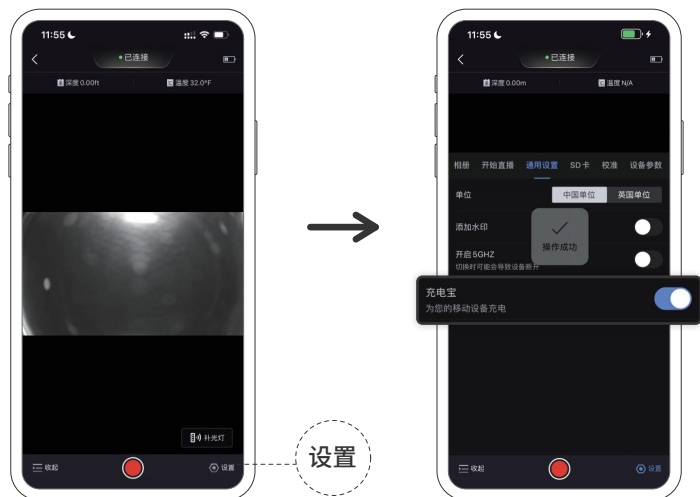 11:55
已连接
深度 0.00ft
温度 32.0°F
补光灯
收起
设置
设置
11:55
已连接
深度 0.00m
温度 N/A
相册 开始直播 通用设置 SD卡 校准 设备参数
单位 中国单位 英国单位
添加水印
操作成功
开启5GHZ
切换时可能会导致设备断开
充电宝
为您的移动设备充电
收起
设置